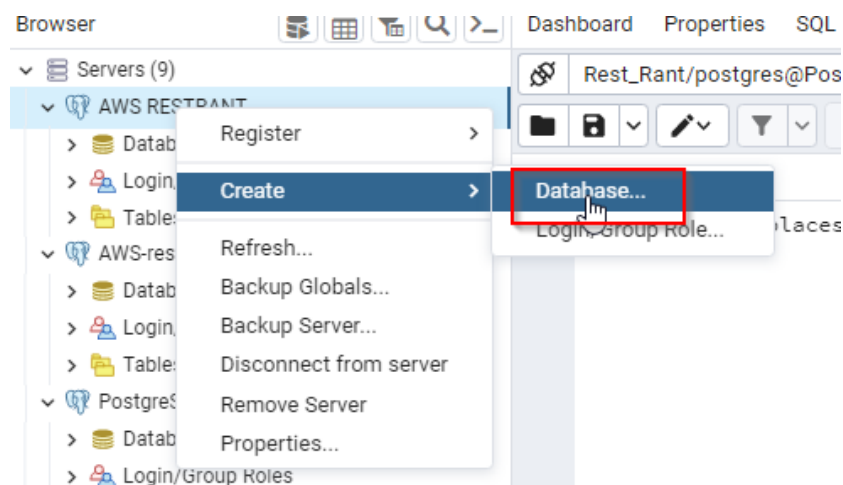 Browser
Dashboard Properties SQL
Servers (9)
Rest_Rant/postgres@Pos
AWS RESTRANT
Register
Datab
Login
Create
Database...
Table
Login/Group Role...
laces
AWS-res
Refresh...
Datab
Backup Globals...
Login
Backup Server...
Table
Disconnect from server
PostgreS
Remove Server
Datab
Properties...
Login/Group Roles